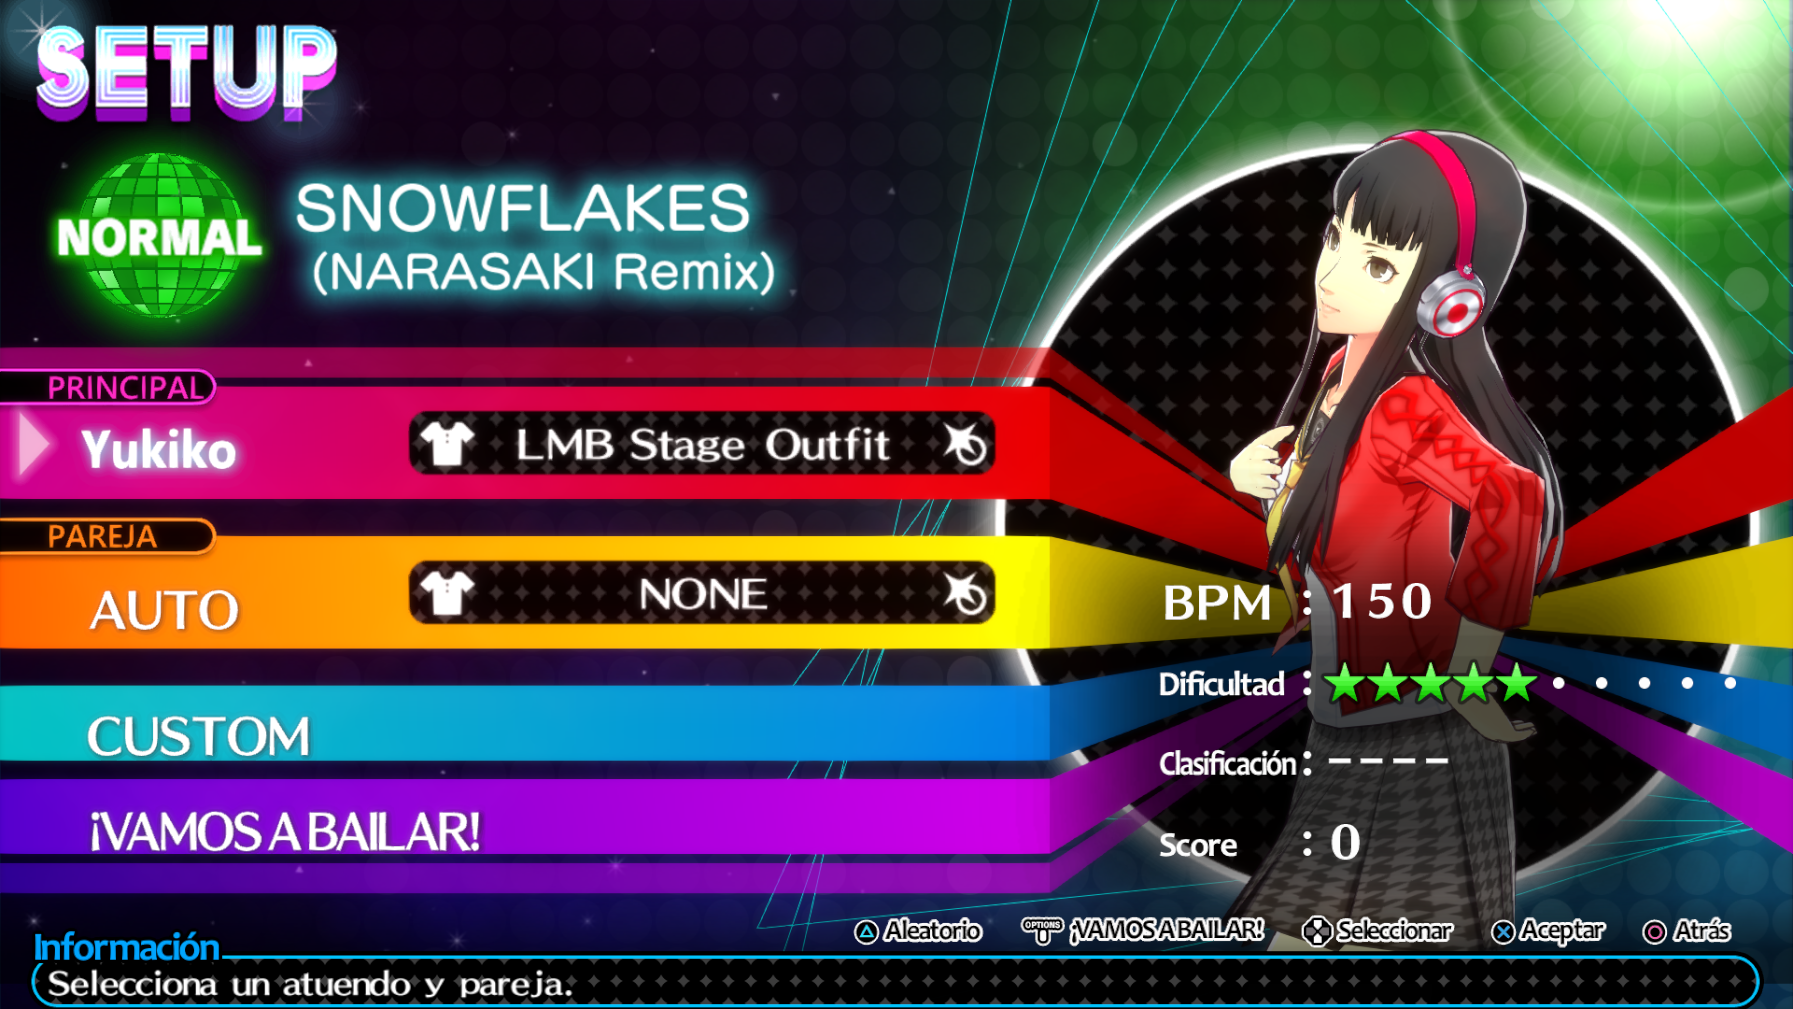 SETUP
NORMAL
SNOWFLAKES
(NARASAKI Remix)
PRINCIPAL
Yukiko
LMB Stage Outfit
PAREJA
AUTO
NONE
CUSTOM
¡VAMOS A BAILAR!
BPM : 150
Dificultad :
Clasificación : ----
Score : 0
Aleatorio
OPTIONS ¡VAMOS A BAILAR!
Seleccionar
Aceptar
Atrás
Información
Selecciona un atuendo y pareja.